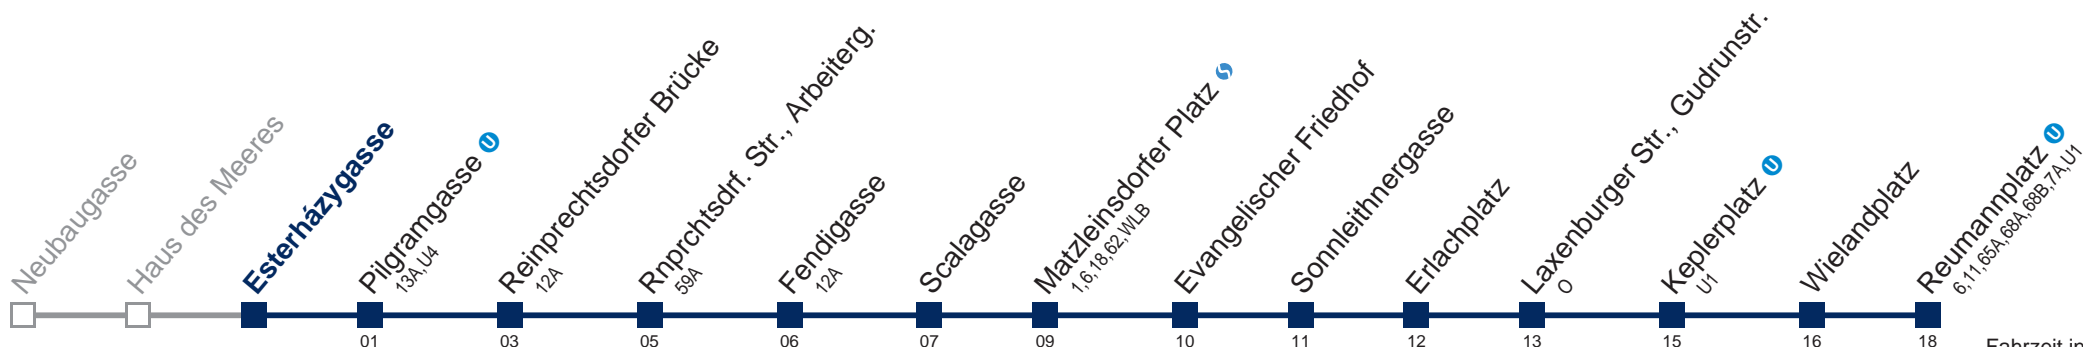 Neubaugasse
Haus des Meeres
Esterházygasse
Pilgramgasse U
13A,U4
Reinprechtsdorfer Brücke
12A
Rnprchtsdrf. Str., Arbeiterg.
59A
Fendigasse
12A
Scalagasse
Matzleinsdorfer Platz S
1,6,18,62,WLB
Evangelischer Friedhof
Sonnleithnergasse
Erlachplatz
Laxenburger Str., Gudrunstr.
O
Keplerplatz U
U1
Wielandplatz
Reumannplatz U
6,11,65A,68A,68B,7A,U1
01 03 05 06 07 09 10 11 12 13 15 16 18 Fahrzeit in